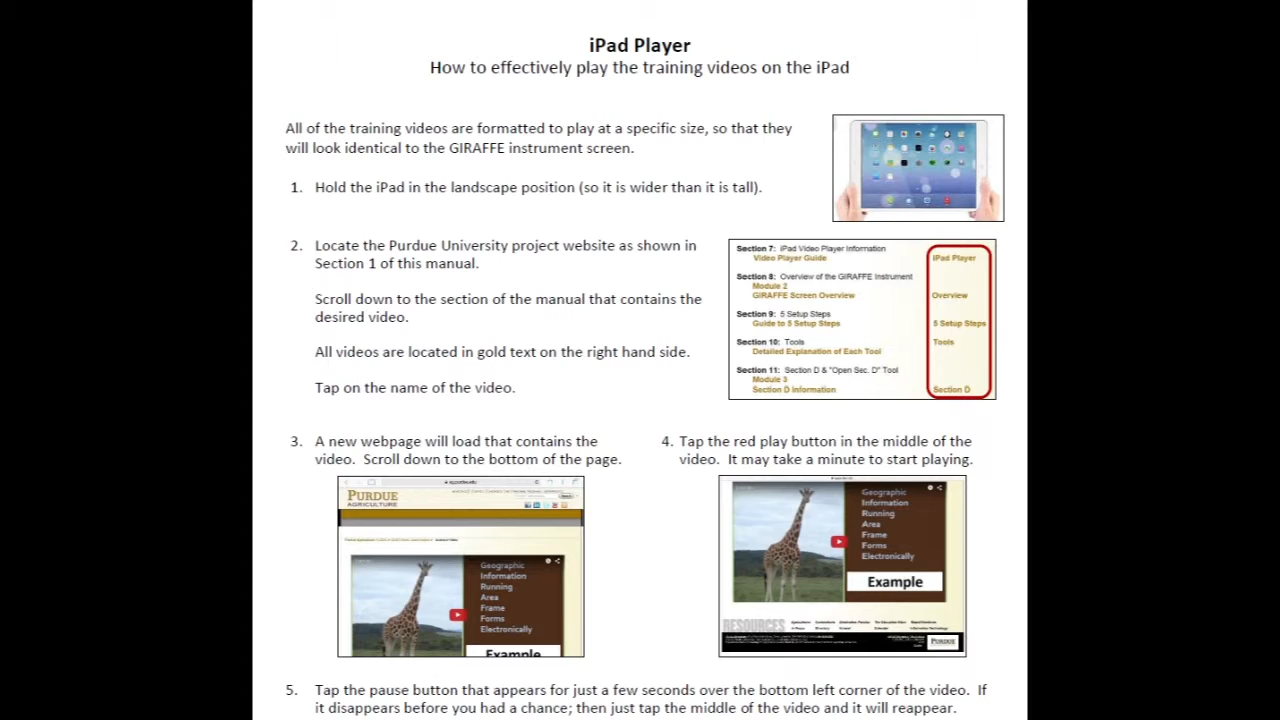 iPad Player
How to effectively play the training videos on the iPad
All of the training videos are formatted to play at a specific size, so that they
will look identical to the GIRAFFE instrument screen.
1. Hold the iPad in the landscape position (so it is wider than it is tall).
2. Locate the Purdue University project website as shown in
Section 1 of this manual.
Scroll down to the section of the manual that contains the
desired video.
All videos are located in gold text on the right hand side.
Tap on the name of the video.
Section 7: iPad Video Player Information
Video Player Guide iPad Player
Section 8: Overview of the GIRAFFE Instrument
Module 2
GIRAFFE Screen Overview Overview
Section 9: 5 Setup Steps
Guide to 5 Setup Steps 5 Setup Steps
Section 10: Tools Tools
Detailed Explanation of Each Tool
Section 11: Section D & "Open Sec. D" Tool
Module 3
Section D Information Section D
3. A new webpage will load that contains the
video. Scroll down to the bottom of the page.
PURDUE
AGRICULTURE
Geographic
Information
Running
Area
Frame
Forms
Electronically
Example
4. Tap the red play button in the middle of the
video. It may take a minute to start playing.
Geographic
Information
Running
Area
Frame
Forms
Electronically
Example
RESOURCES
PURDUE
5. Tap the pause button that appears for just a few seconds over the bottom left corner of the video. If
it disappears before you had a chance; then just tap the middle of the video and it will reappear.